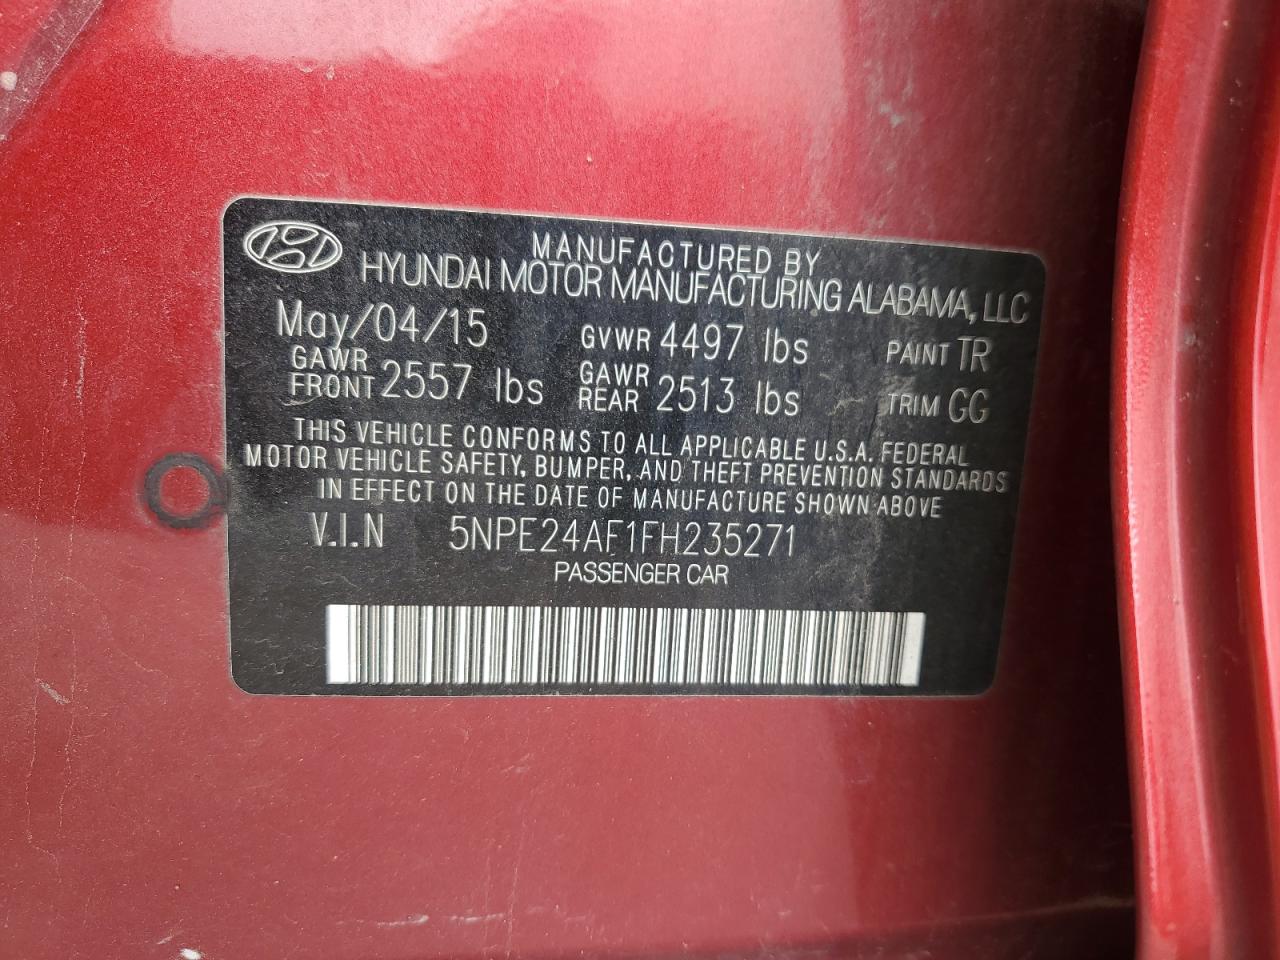 MANUFACTURED BY
HYUNDAI MOTOR MANUFACTURING ALABAMA, LLC
May/04/15 GVWR 4497 lbs PAINT TR
GAWR FRONT 2557 lbs GAWR REAR 2513 lbs TRIM GG
THIS VEHICLE CONFORMS TO ALL APPLICABLE U.S.A. FEDERAL
MOTOR VEHICLE SAFETY, BUMPER, AND THEFT PREVENTION STANDARDS
IN EFFECT ON THE DATE OF MANUFACTURE SHOWN ABOVE
V.I.N 5NPE24AF1FH235271
PASSENGER CAR